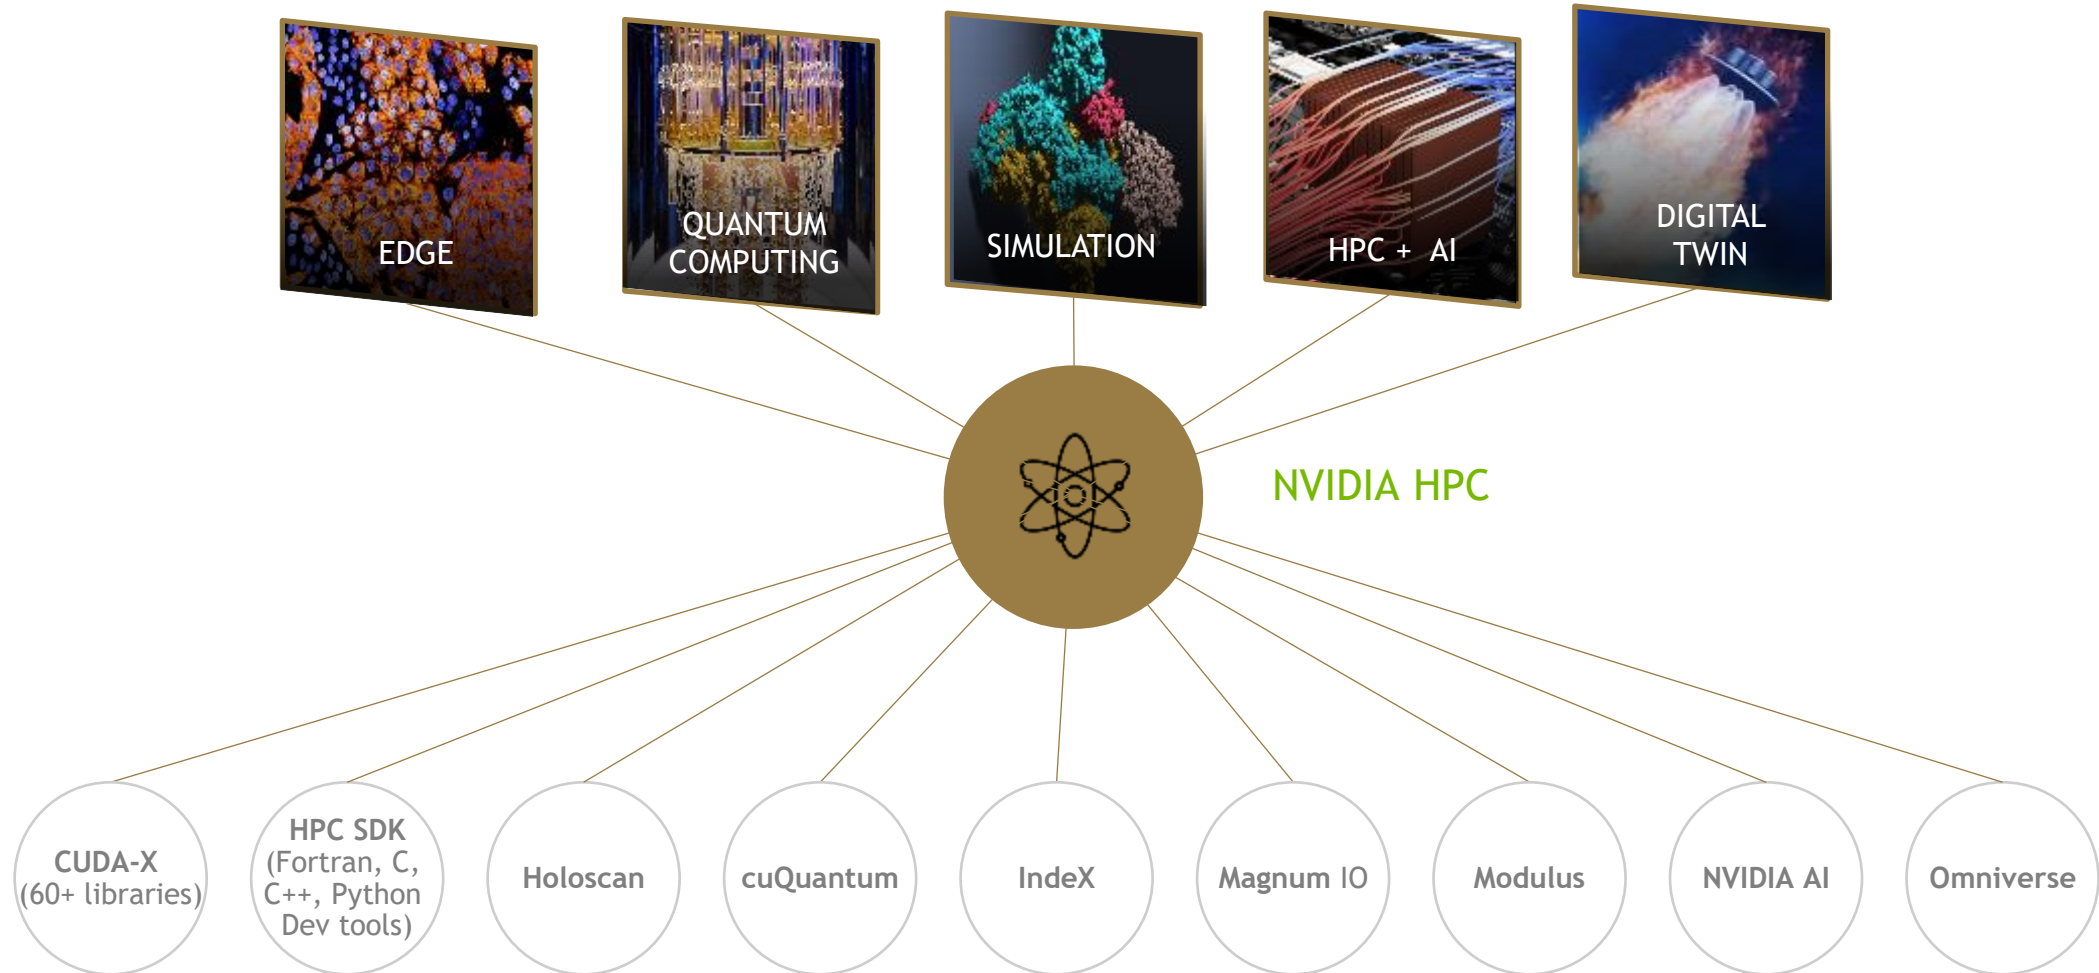 EDGE
QUANTUM
COMPUTING
SIMULATION
HPC + AI
DIGITAL
TWIN
NVIDIA HPC
CUDA-X
(60+ libraries)
HPC SDK
(Fortran, C,
C++, Python
Dev tools)
Holoscan
cuQuantum
IndeX
Magnum IO
Modulus
NVIDIA AI
Omniverse